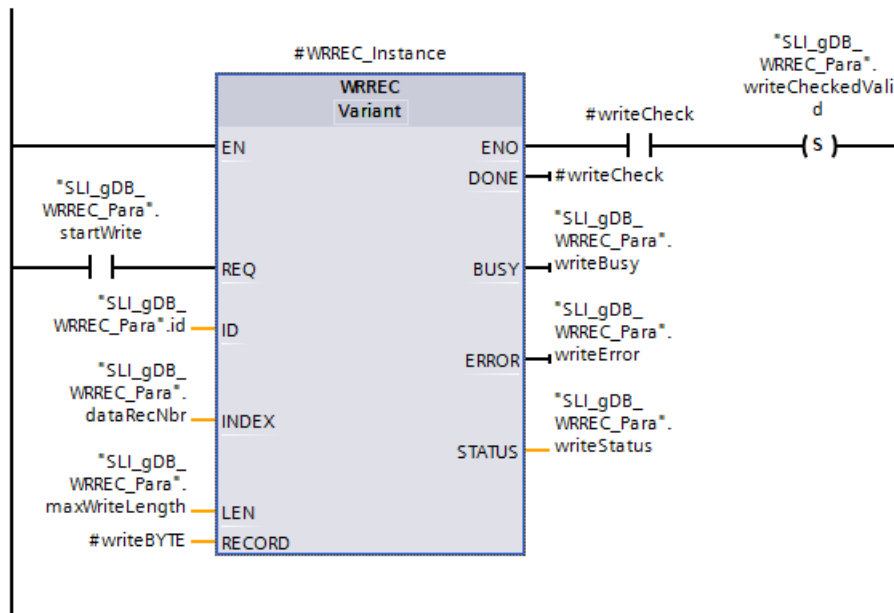 #WRREC_Instance
WRREC
Variant
EN
ENO
DONE
#writeCheck
#writeCheck
"SLI_gDB_
WRREC_Para".
writeCheckedVali
d
( S )
"SLI_gDB_
WRREC_Para".
startWrite
REQ
"SLI_gDB_
WRREC_Para".
writeBusy
BUSY
"SLI_gDB_
WRREC_Para".id
ID
"SLI_gDB_
WRREC_Para".
writeError
ERROR
"SLI_gDB_
WRREC_Para".
dataRecNbr
INDEX
"SLI_gDB_
WRREC_Para".
writeStatus
STATUS
"SLI_gDB_
WRREC_Para".
maxWriteLength
LEN
#writeBYTE
RECORD